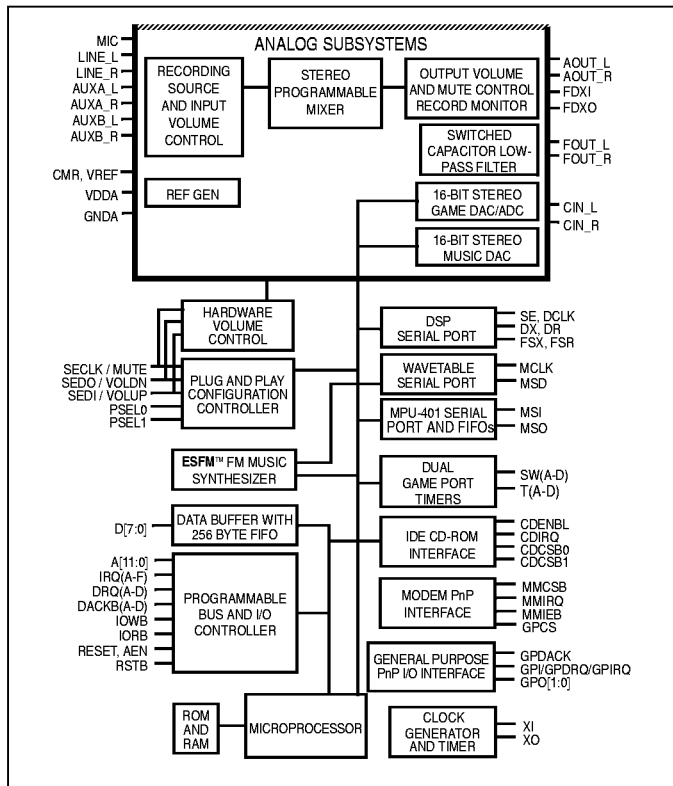 ANALOG SUBSYSTEMS
MIC
LINE_L
LINE_R
AUXA_L
AUXA_R
AUXB_L
AUXB_R
CMR, VREF
VDDA
GNDA
RECORDING
SOURCE
AND INPUT
VOLUME
CONTROL
STEREO
PROGRAMMABLE
MIXER
OUTPUT VOLUME
AND MUTE CONTROL
RECORD MONITOR
AOUT_L
AOUT_R
FDXI
FDXO
SWITCHED
CAPACITOR LOW-
PASS FILTER
FOUT_L
FOUT_R
REF GEN
16-BIT STEREO
GAME DAC/ADC
CIN_L
CIN_R
16-BIT STEREO
MUSIC DAC
HARDWARE
VOLUME
CONTROL
DSP
SERIAL PORT
SE, DCLK
DX, DR
FSX, FSR
SECLK / MUTE
SEDO / VOLDN
SEDI / VOLUP
PSEL0
PSEL1
PLUG AND PLAY
CONFIGURATION
CONTROLLER
WAVETABLE
SERIAL PORT
MCLK
MSD
MPU-401 SERIAL
PORT AND FIFOs
MSI
MSO
ESFM™ FM MUSIC
SYNTHESIZER
DUAL
GAME PORT
TIMERS
SW(A-D)
T(A-D)
D[7:0]
DATA BUFFER WITH
256 BYTE FIFO
IDE CD-ROM
INTERFACE
CDENBL
CDIRQ
CDCSB0
CDCSB1
A[11:0]
IRQ(A-F)
DRQ(A-D)
DACKB(A-D)
IOWB
IORB
RESET, AEN
RSTB
PROGRAMMABLE
BUS AND I/O
CONTROLLER
MODEM PnP
INTERFACE
MMCSB
MMIRQ
MMIEB
GPCS
GENERAL PURPOSE
PnP I/O INTERFACE
GPDACK
GPI/GPDRQ/GPIRQ
GPO[1:0]
ROM
AND
RAM
MICROPROCESSOR
CLOCK
GENERATOR
AND TIMER
XI
XO